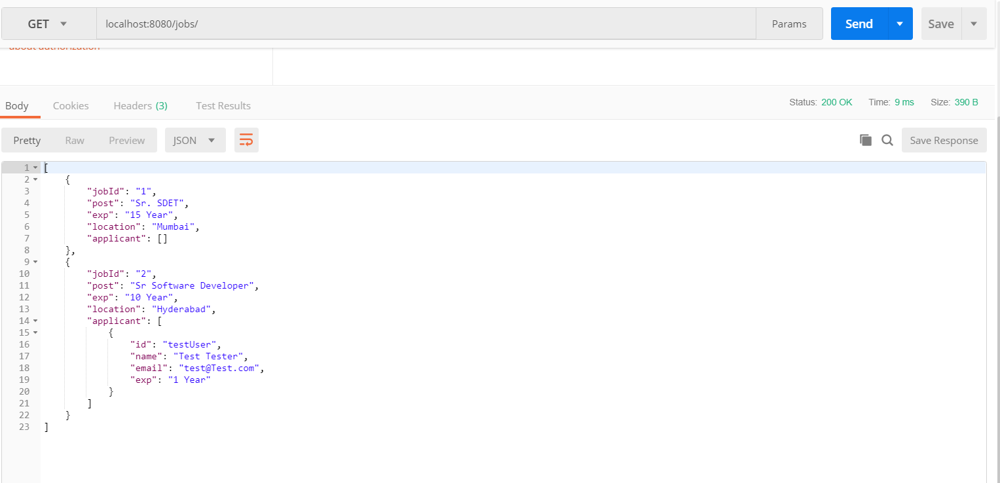 GET localhost:8080/jobs/ Params Send Save
about authorization
Body Cookies Headers (3) Test Results Status: 200 OK Time: 9 ms Size: 390 B
Pretty Raw Preview JSON Save Response
1 [
2 {
3 "jobId": "1",
4 "post": "Sr. SDET",
5 "exp": "15 Year",
6 "location": "Mumbai",
7 "applicant": []
8 },
9 {
10 "jobId": "2",
11 "post": "Sr Software Developer",
12 "exp": "10 Year",
13 "location": "Hyderabad",
14 "applicant": [
15 {
16 "id": "testUser",
17 "name": "Test Tester",
18 "email": "test@Test.com",
19 "exp": "1 Year"
20 }
21 ]
22 }
23 ]